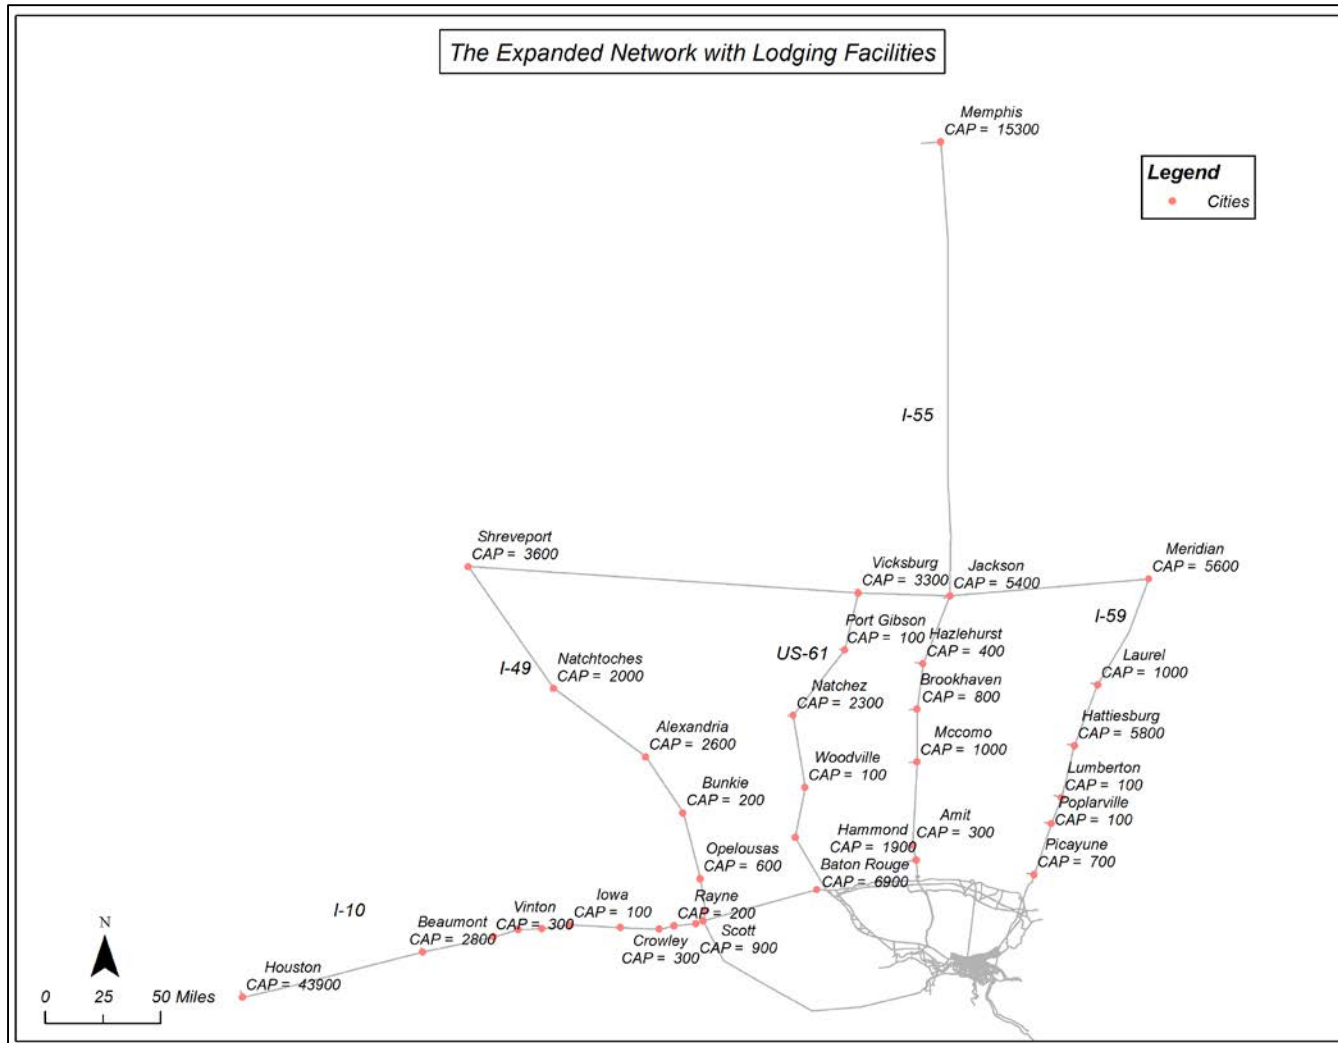 The Expanded Network with Lodging Facilities
Memphis
CAP = 15300
Legend
Cities
I-55
Shreveport
CAP = 3600
Vicksburg
CAP = 3300
Jackson
CAP = 5400
Meridian
CAP = 5600
Port Gibson
CAP = 100
Hazlehurst
CAP = 400
I-59
US-61
I-49
Natchtoches
CAP = 2000
Laurel
CAP = 1000
Natchez
CAP = 2300
Brookhaven
CAP = 800
Hattiesburg
CAP = 5800
Alexandria
CAP = 2600
Mccomo
CAP = 1000
Woodville
CAP = 100
Lumberton
CAP = 100
Bunkie
CAP = 200
Poplarville
CAP = 100
Amit
CAP = 300
Hammond
CAP = 1900
Picayune
CAP = 700
Opelousas
CAP = 600
Baton Rouge
CAP = 6900
I-10
Rayne
CAP = 200
Iowa
CAP = 100
Vinton
CAP = 300
Beaumont
CAP = 2800
Scott
CAP = 900
Crowley
CAP = 300
Houston
CAP = 43900
N
0 25 50 Miles